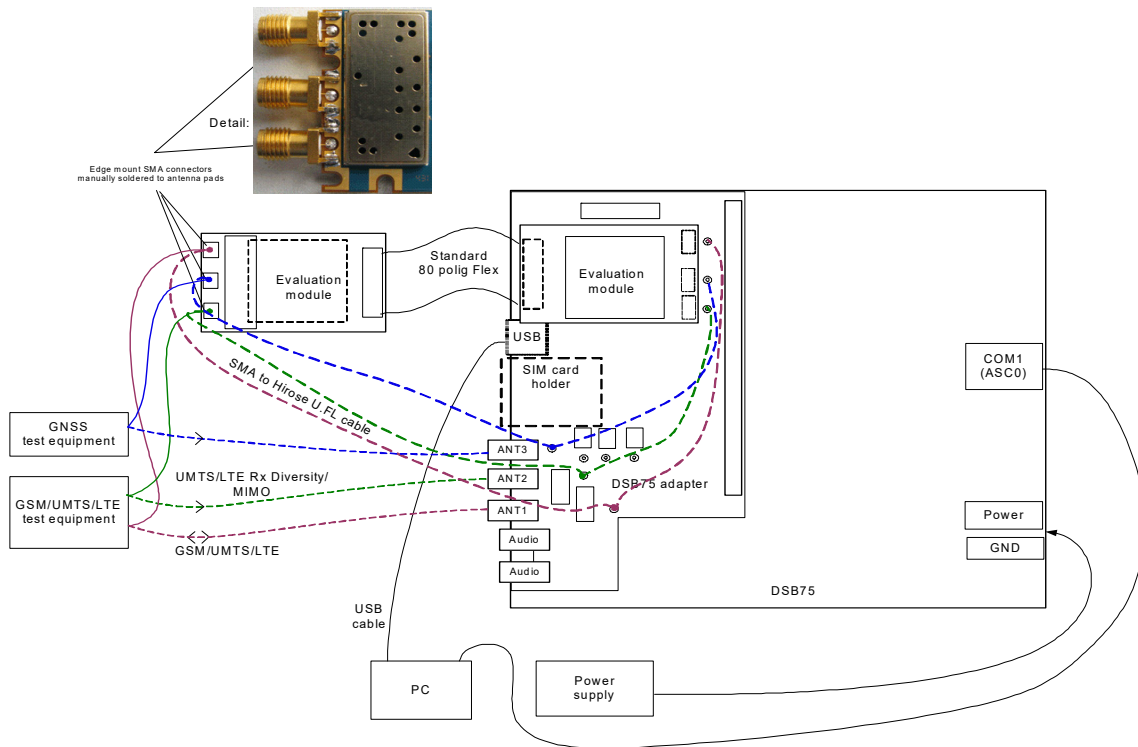 Detail:
Edge mount SMA connectors
manually soldered to antenna pads
Evaluation
module
Standard
80 polig Flex
Evaluation
module
USB
SIM card
holder
COM1
(ASC0)
SMA to Hirose U.FL cable
GNSS
test equipment
ANT3
UMTS/LTE Rx Diversity/
MIMO
ANT2
DSB75 adapter
GSM/UMTS/LTE
test equipment
ANT1
GSM/UMTS/LTE
Power
GND
Audio
Audio
DSB75
USB
cable
PC
Power
supply